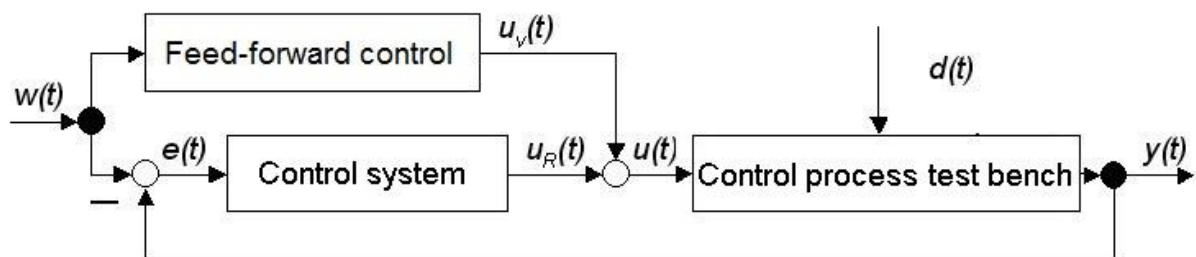 Feed-forward control
u_v(t)
d(t)
w(t)
e(t)
Control system
u_R(t)
u(t)
Control process test bench
y(t)
−